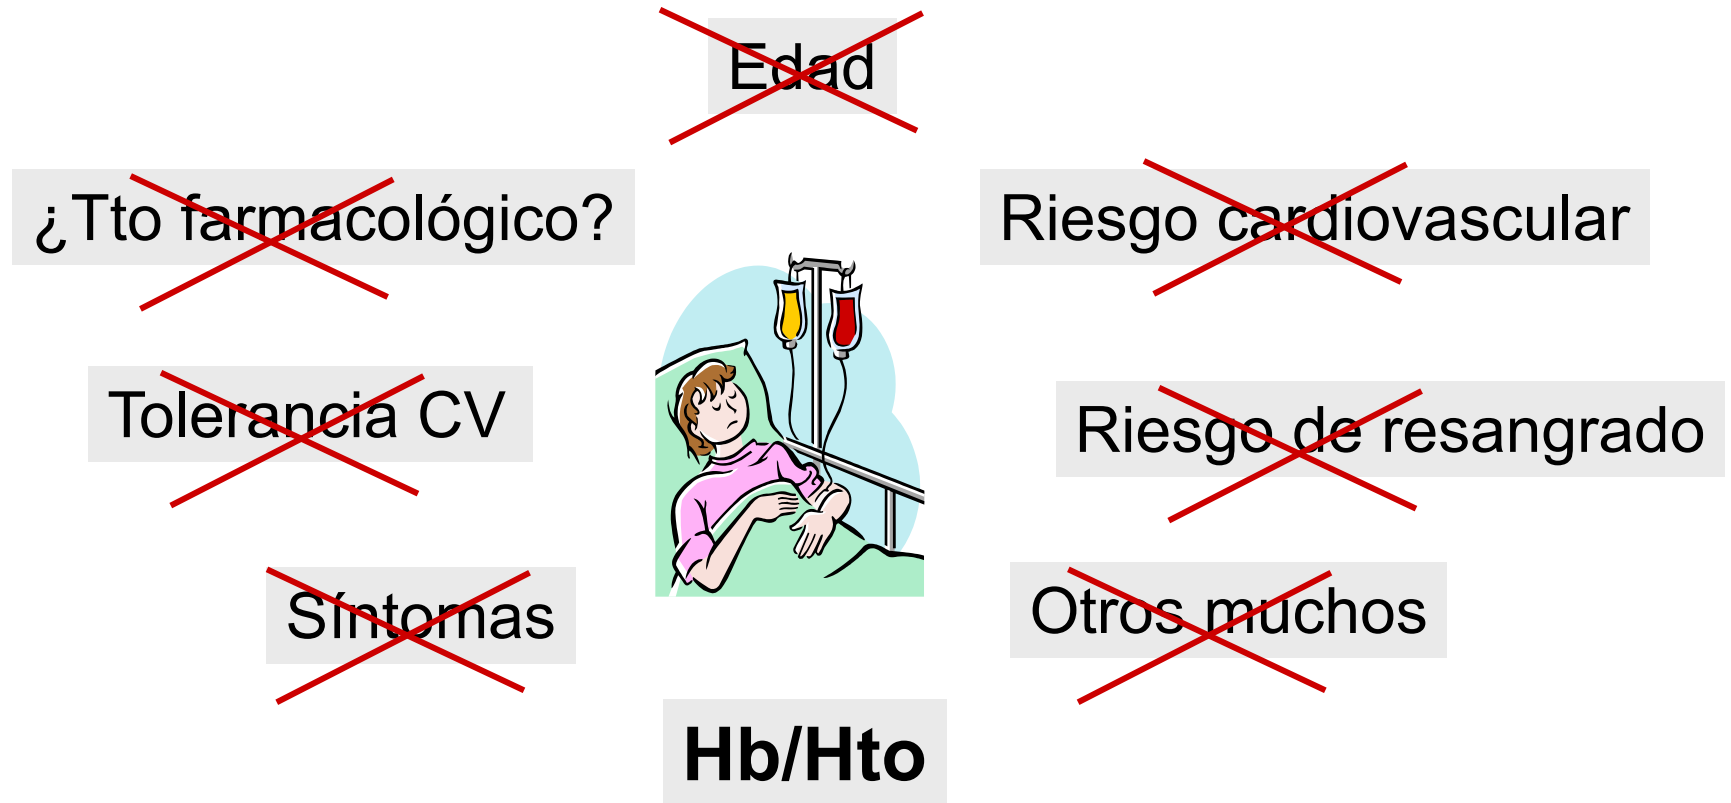 Edad
¿Tto farmacológico?
Riesgo cardiovascular
Tolerancia CV
Riesgo de resangrado
Síntomas
Otros muchos
Hb/Hto